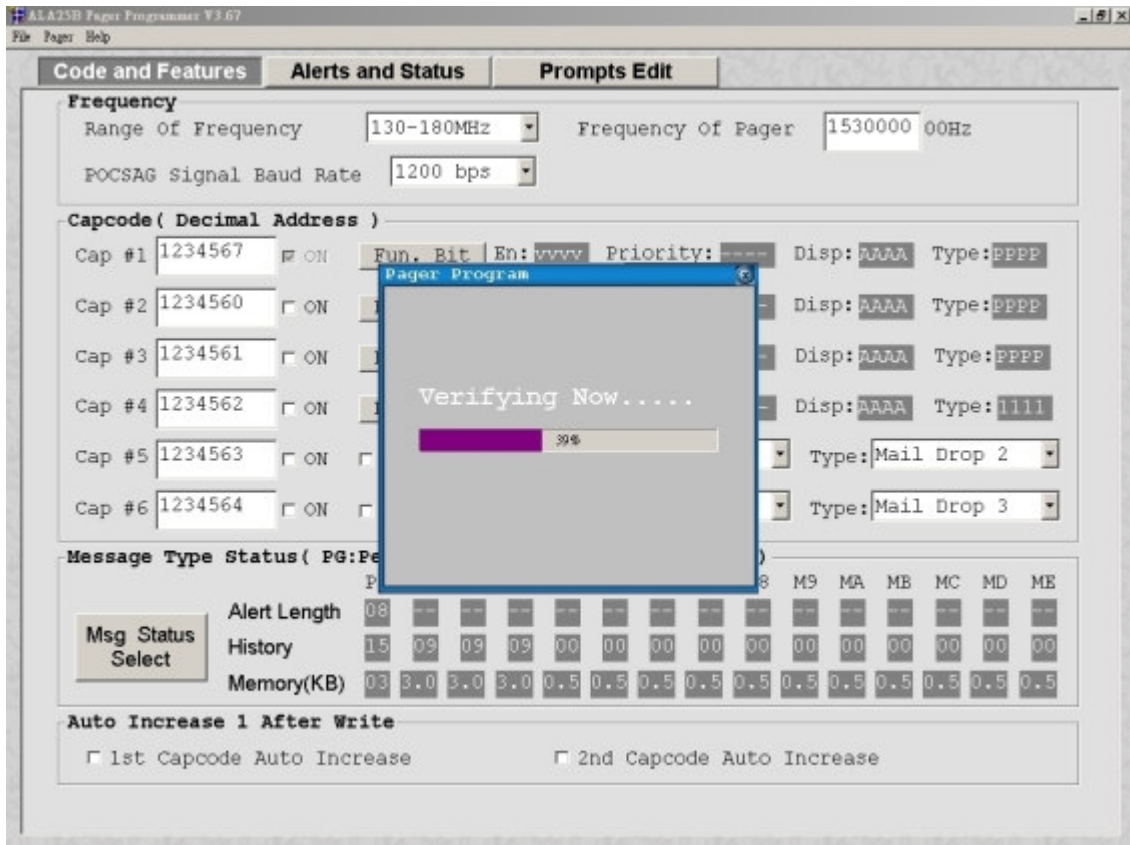 ALA25B Pager Programmer V3.67
File Pager Help
Code and Features Alerts and Status Prompts Edit
Frequency
Range Of Frequency 130-180MHz Frequency Of Pager 1530000 00Hz
POCSAG Signal Baud Rate 1200 bps
Capcode( Decimal Address )
Cap #1 1234567 ON Fun. Bit En: vvvv Priority: ---- Disp: AAAA Type: PPPP
Pager Program
Cap #2 1234560 ON Disp: AAAA Type: PPPP
Cap #3 1234561 ON Disp: AAAA Type: PPPP
Verifying Now.....
Cap #4 1234562 ON Disp: AAAA Type: 1111
39%
Cap #5 1234563 ON Type: Mail Drop 2
Cap #6 1234564 ON Type: Mail Drop 3
Message Type Status( PG:Pe )
P 8 M9 MA MB MC MD ME
Alert Length 08 -- -- -- -- -- -- -- -- -- -- -- -- -- --
Msg Status Select
History 15 09 09 09 00 00 00 00 00 00 00 00 00 00 00
Memory(KB) 03 3.0 3.0 3.0 0.5 0.5 0.5 0.5 0.5 0.5 0.5 0.5 0.5 0.5 0.5
Auto Increase 1 After Write
1st Capcode Auto Increase 2nd Capcode Auto Increase